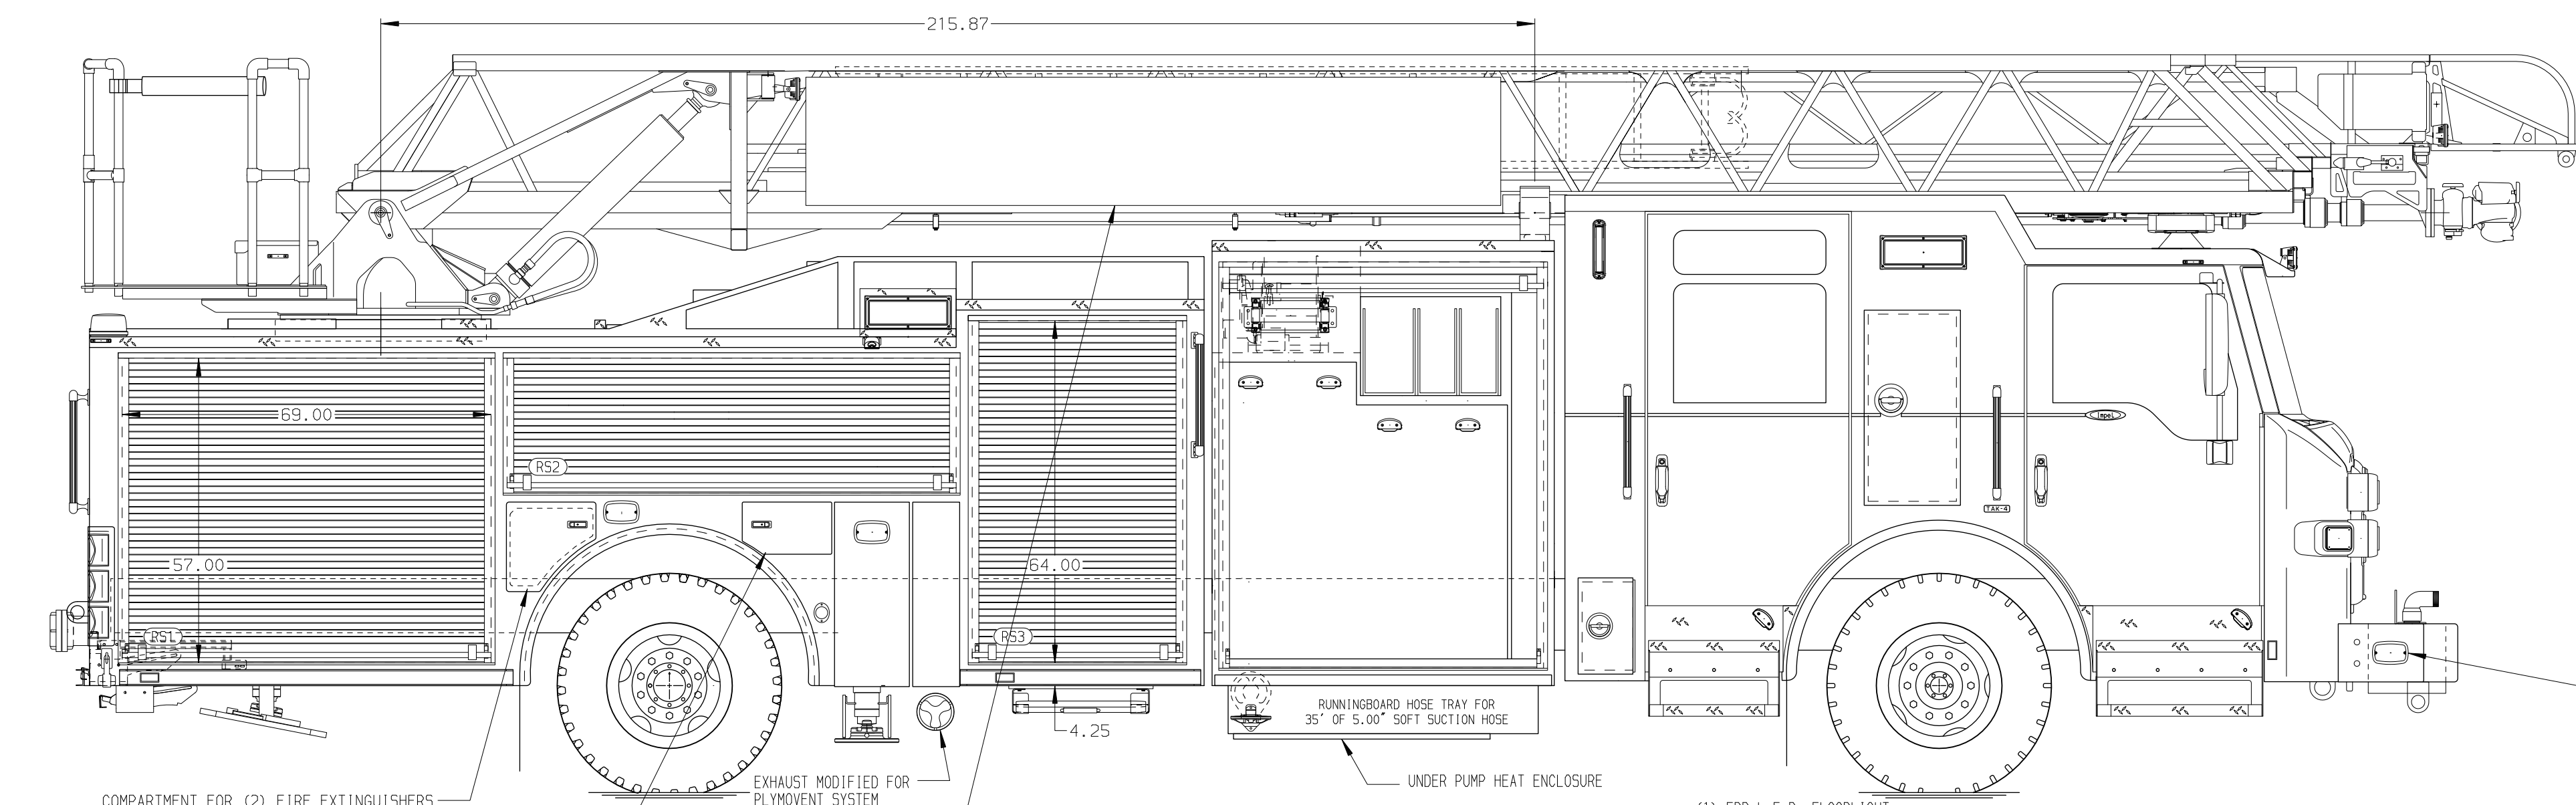 215.87
69.00
RS2
TAK-4
57.00
64.00
RS1
RS3
RUNNINGBOARD HOSE TRAY FOR
35' OF 5.00" SOFT SUCTION HOSE
4.25
EXHAUST MODIFIED FOR
PLYMOVENT SYSTEM
UNDER PUMP HEAT ENCLOSURE
COMPARTMENT FOR (2) FIRE EXTINGUISHERS